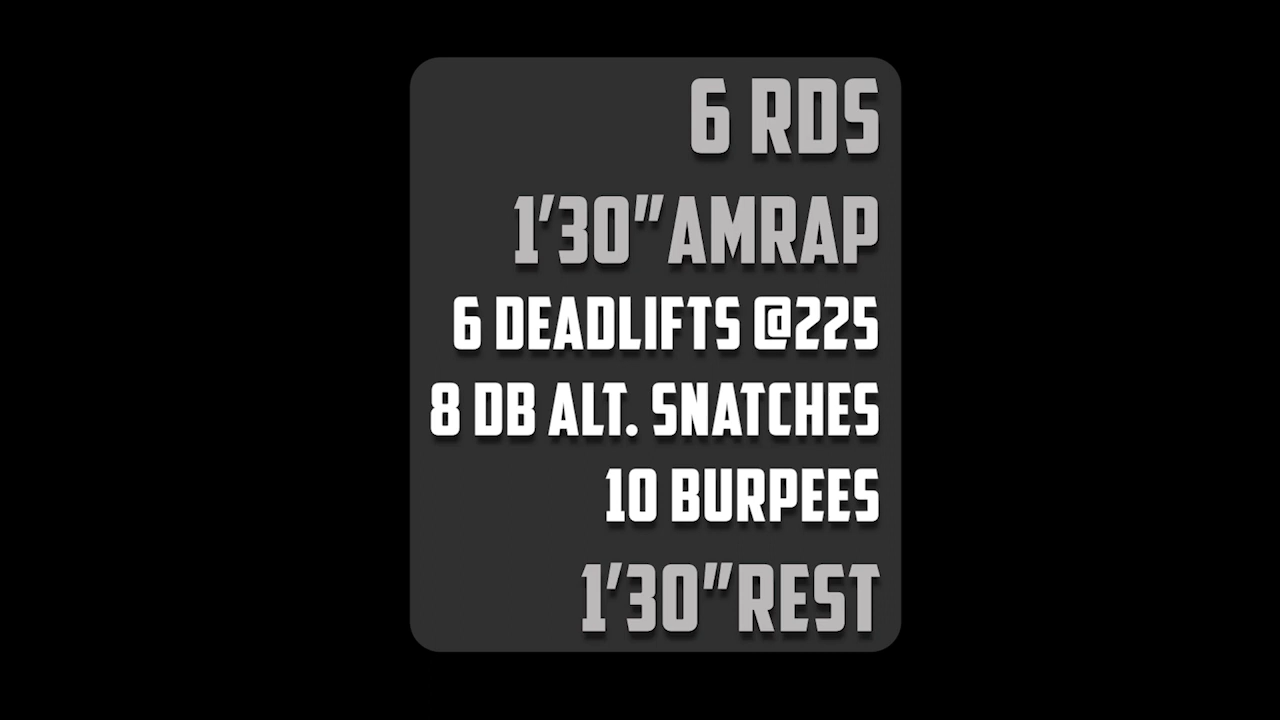 6 RDS
1'30"AMRAP
6 DEADLIFTS @225
8 DB ALT. SNATCHES
10 BURPEES
1'30"REST